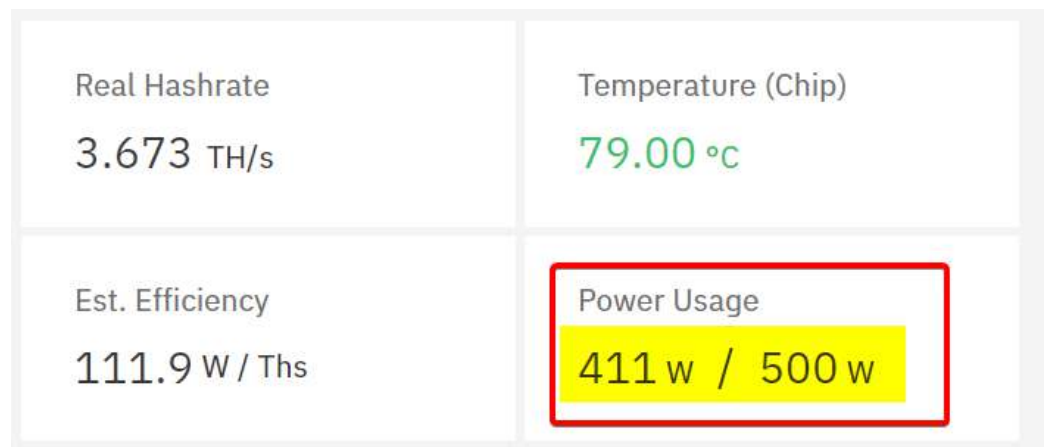 Real Hashrate
3.673 TH/s
Temperature (Chip)
79.00 °C
Est. Efficiency
111.9 W / Ths
Power Usage
411 W / 500 W